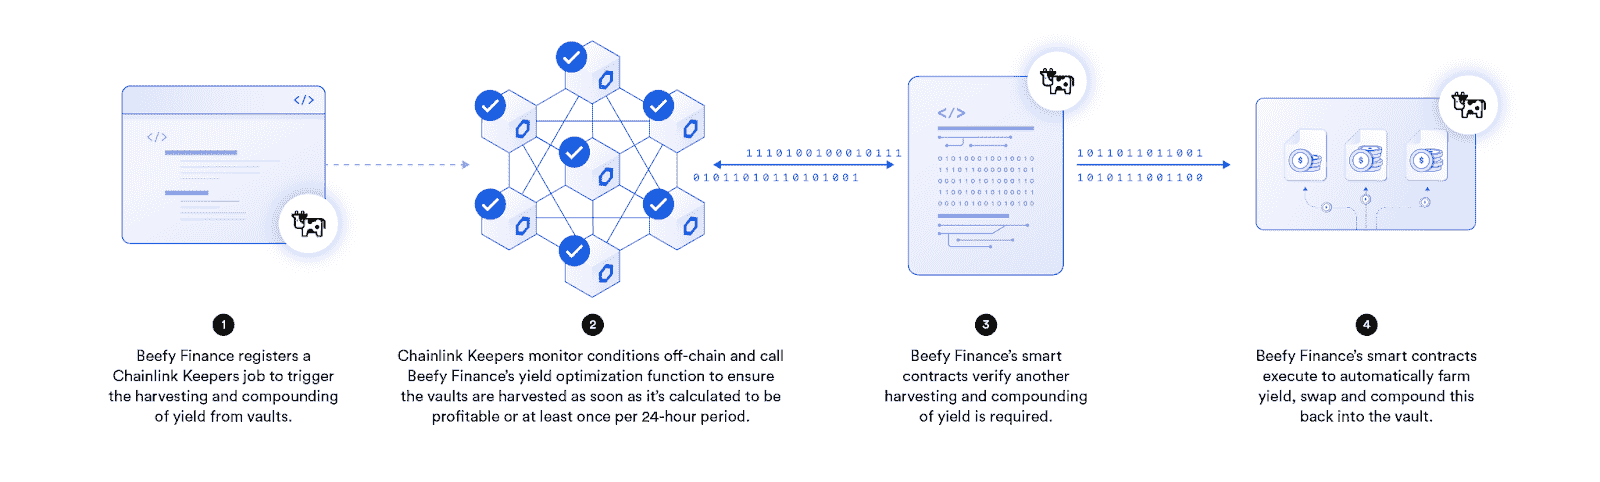 </>
</>
</>
111010010001011
01011010110101001
1011011011001
1010111001100
010100010010010
1
Beefy Finance registers a
Chainlink Keepers job to trigger
the harvesting and compounding
of yield from vaults.
2
Chainlink Keepers monitor conditions off-chain and call
Beefy Finance's yield optimization function to ensure
the vaults are harvested as soon as it's calculated to be
profitable or at least once per 24-hour period.
3
Beefy Finance's smart
contracts verify another
harvesting and compounding
of yield is required.
4
Beefy Finance's smart contracts
execute to automatically farm
yield, swap and compound this
back into the vault.